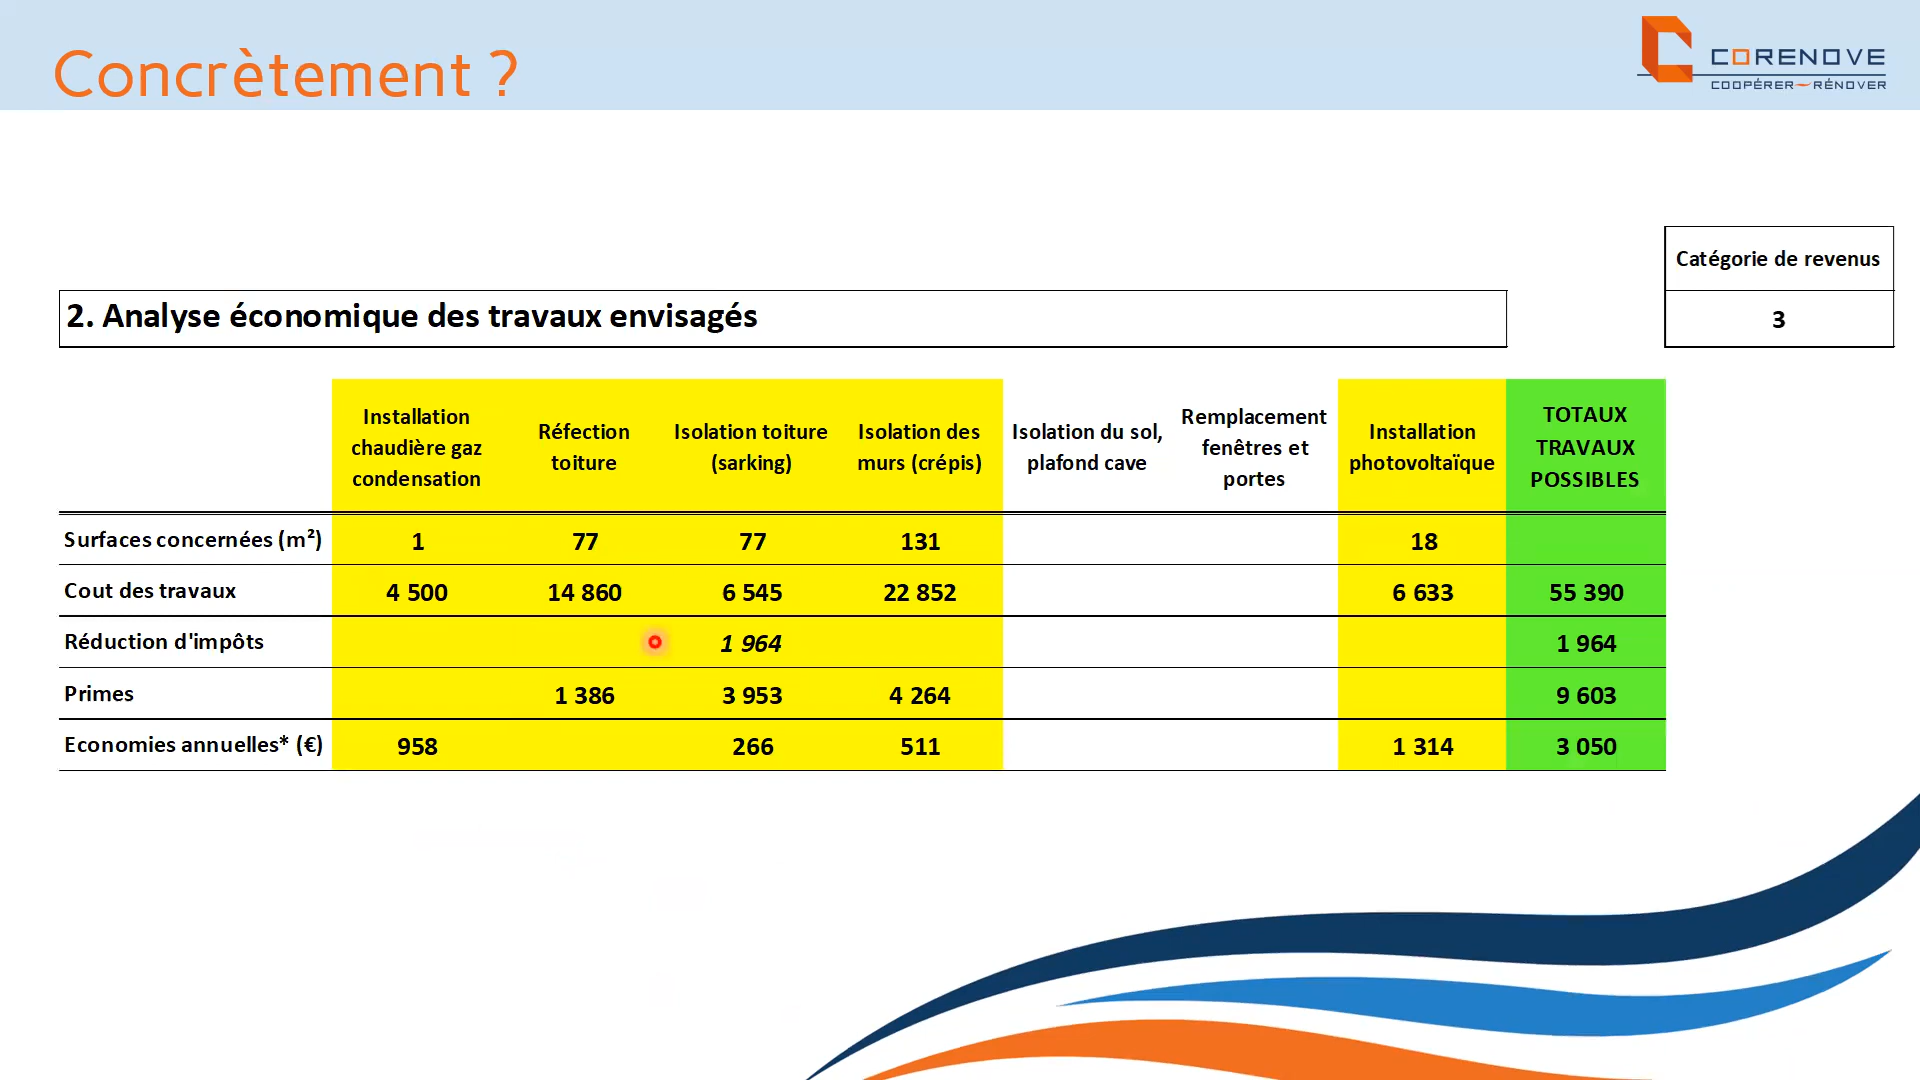 Concrètement ?
CORENOVE
COOPÉRER~RÉNOVER
Catégorie de revenus
3
2. Analyse économique des travaux envisagés
Installation
chaudière gaz
condensation
Réfection
toiture
Isolation toiture
(sarking)
Isolation des
murs (crépis)
Isolation du sol,
plafond cave
Remplacement
fenêtres et
portes
Installation
photovoltaïque
TOTAUX
TRAVAUX
POSSIBLES
Surfaces concernées (m²) 1 77 77 131 18
Cout des travaux 4 500 14 860 6 545 22 852 6 633 55 390
Réduction d'impôts 1 964 1 964
Primes 1 386 3 953 4 264 9 603
Economies annuelles* (€) 958 266 511 1 314 3 050